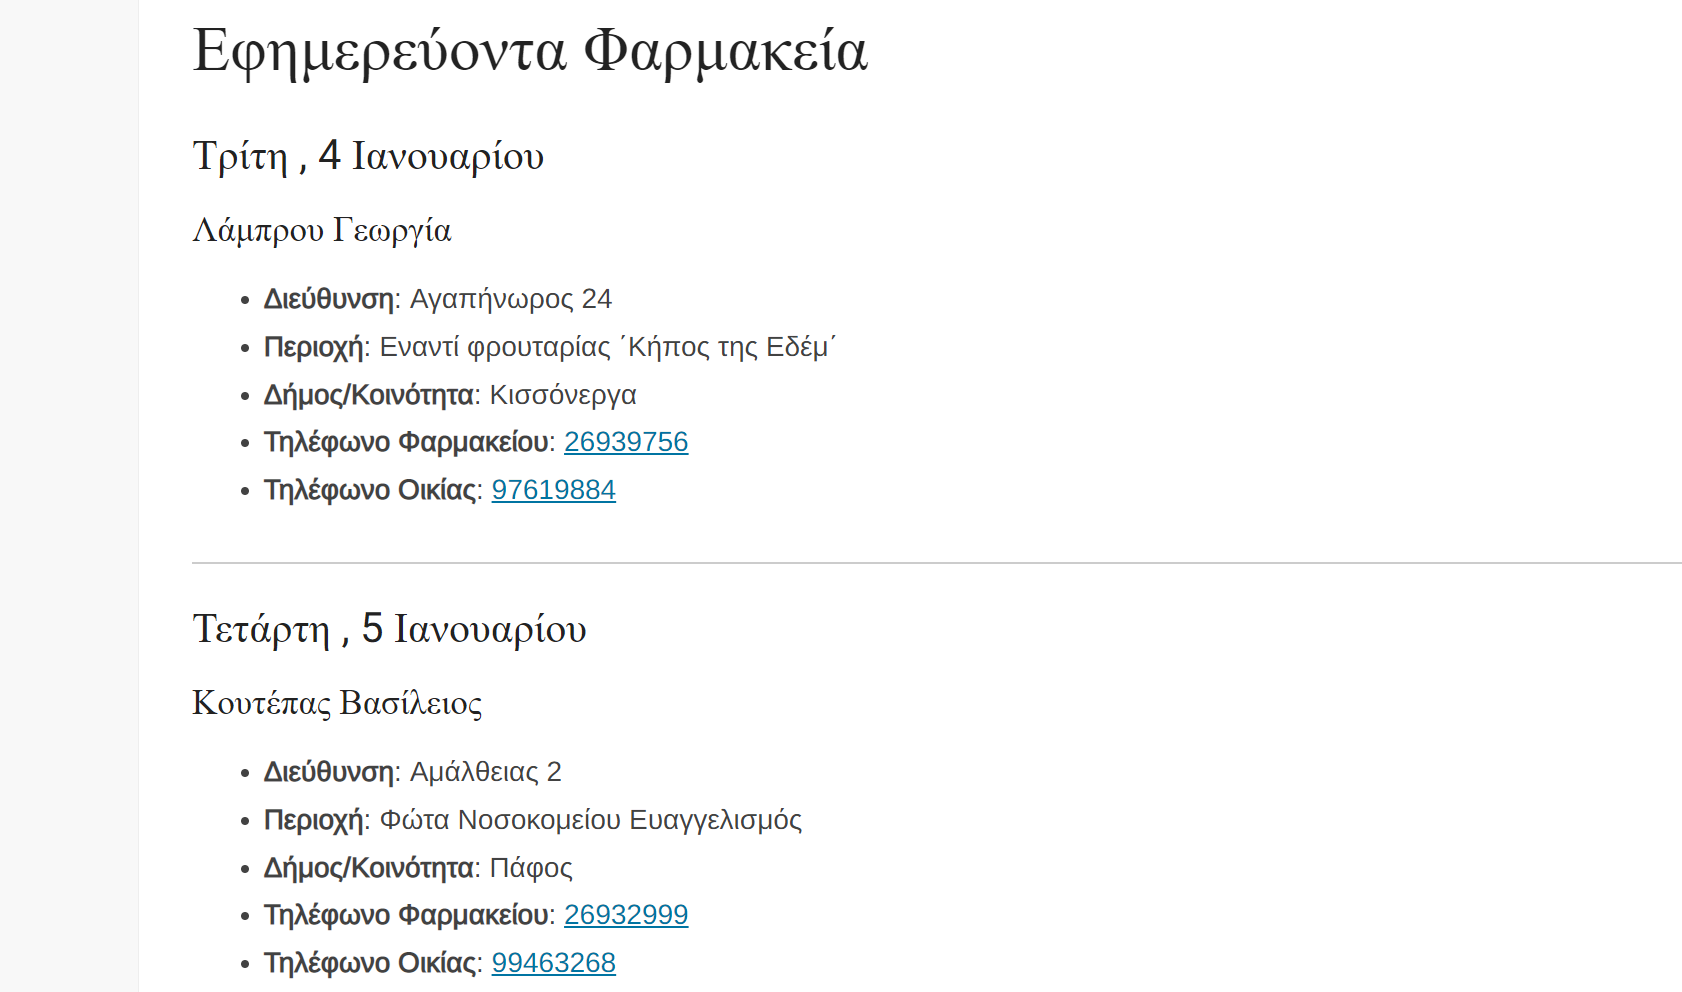 Εφημερεύοντα Φαρμακεία
Τρίτη , 4 Ιανουαρίου
Λάμπρου Γεωργία
• Διεύθυνση: Αγαπήνωρος 24
• Περιοχή: Εναντί φρουταρίας ΄Κήπος της Εδέμ΄
• Δήμος/Κοινότητα: Κισσόνεργα
• Τηλέφωνο Φαρμακείου: 26939756
• Τηλέφωνο Οικίας: 97619884
Τετάρτη , 5 Ιανουαρίου
Κουτέπας Βασίλειος
• Διεύθυνση: Αμάλθειας 2
• Περιοχή: Φώτα Νοσοκομείου Ευαγγελισμός
• Δήμος/Κοινότητα: Πάφος
• Τηλέφωνο Φαρμακείου: 26932999
• Τηλέφωνο Οικίας: 99463268